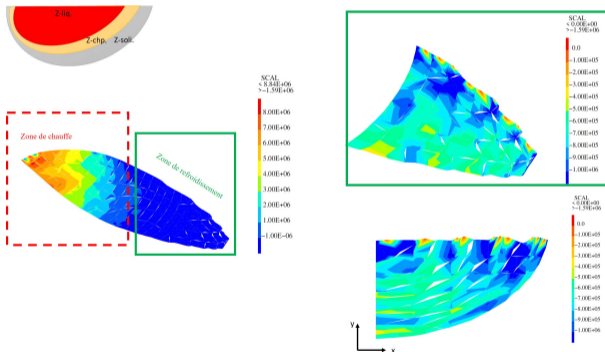 Z-liq.
Z-chp.
Z-soli.
SCAL
< 8.84E+06
>-1.59E+06
8.00E+06
7.00E+06
6.00E+06
5.00E+06
4.00E+06
3.00E+06
2.00E+06
1.00E+06
-1.00E-06
Zone de chauffe
Zone de refroidissement
SCAL
< 0.00E+00
>-1.59E+06
0.0
-1.00E+05
-2.00E+05
-3.00E+05
-4.00E+05
-5.00E+05
-6.00E+05
-7.00E+05
-8.00E+05
-9.00E+05
-1.00E+06
SCAL
< 0.00E+00
>-1.59E+06
0.0
-1.00E+05
-2.00E+05
-3.00E+05
-4.00E+05
-5.00E+05
-6.00E+05
-7.00E+05
-8.00E+05
-9.00E+05
-1.00E+06
y
x